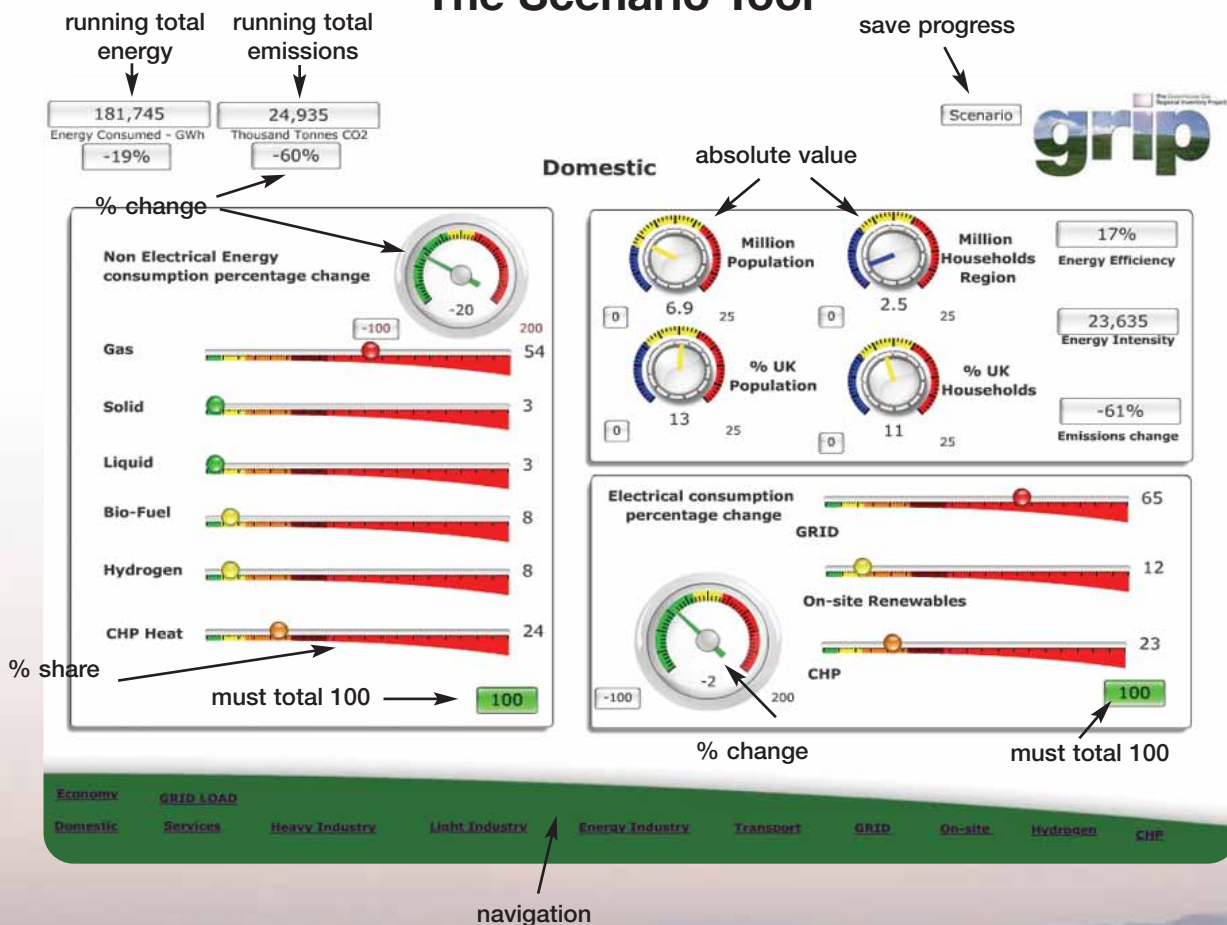 The Scenario Tool
running total
energy
running total
emissions
save progress
181,745
Energy Consumed - GWh
-19%
24,935
Thousand Tonnes CO2
-60%
Scenario
The Greenhouse Gas
Regional Inventory Project
grip
% change
Domestic
absolute value
Non Electrical Energy
consumption percentage change
-20
-100
200
Gas
54
Solid
3
Liquid
3
Bio-Fuel
8
Hydrogen
8
CHP Heat
24
% share
must total 100
100
Million
Population
0
6.9
25
Million
Households
Region
0
2.5
25
% UK
Population
0
13
25
% UK
Households
0
11
25
17%
Energy Efficiency
23,635
Energy Intensity
-61%
Emissions change
Electrical consumption
percentage change
GRID
65
On-site Renewables
12
CHP
23
-2
-100
200
100
% change
must total 100
Economy
GRID LOAD
Domestic
Services
Heavy Industry
Light Industry
Energy Industry
Transport
GRID
On-site
Hydrogen
CHP
navigation